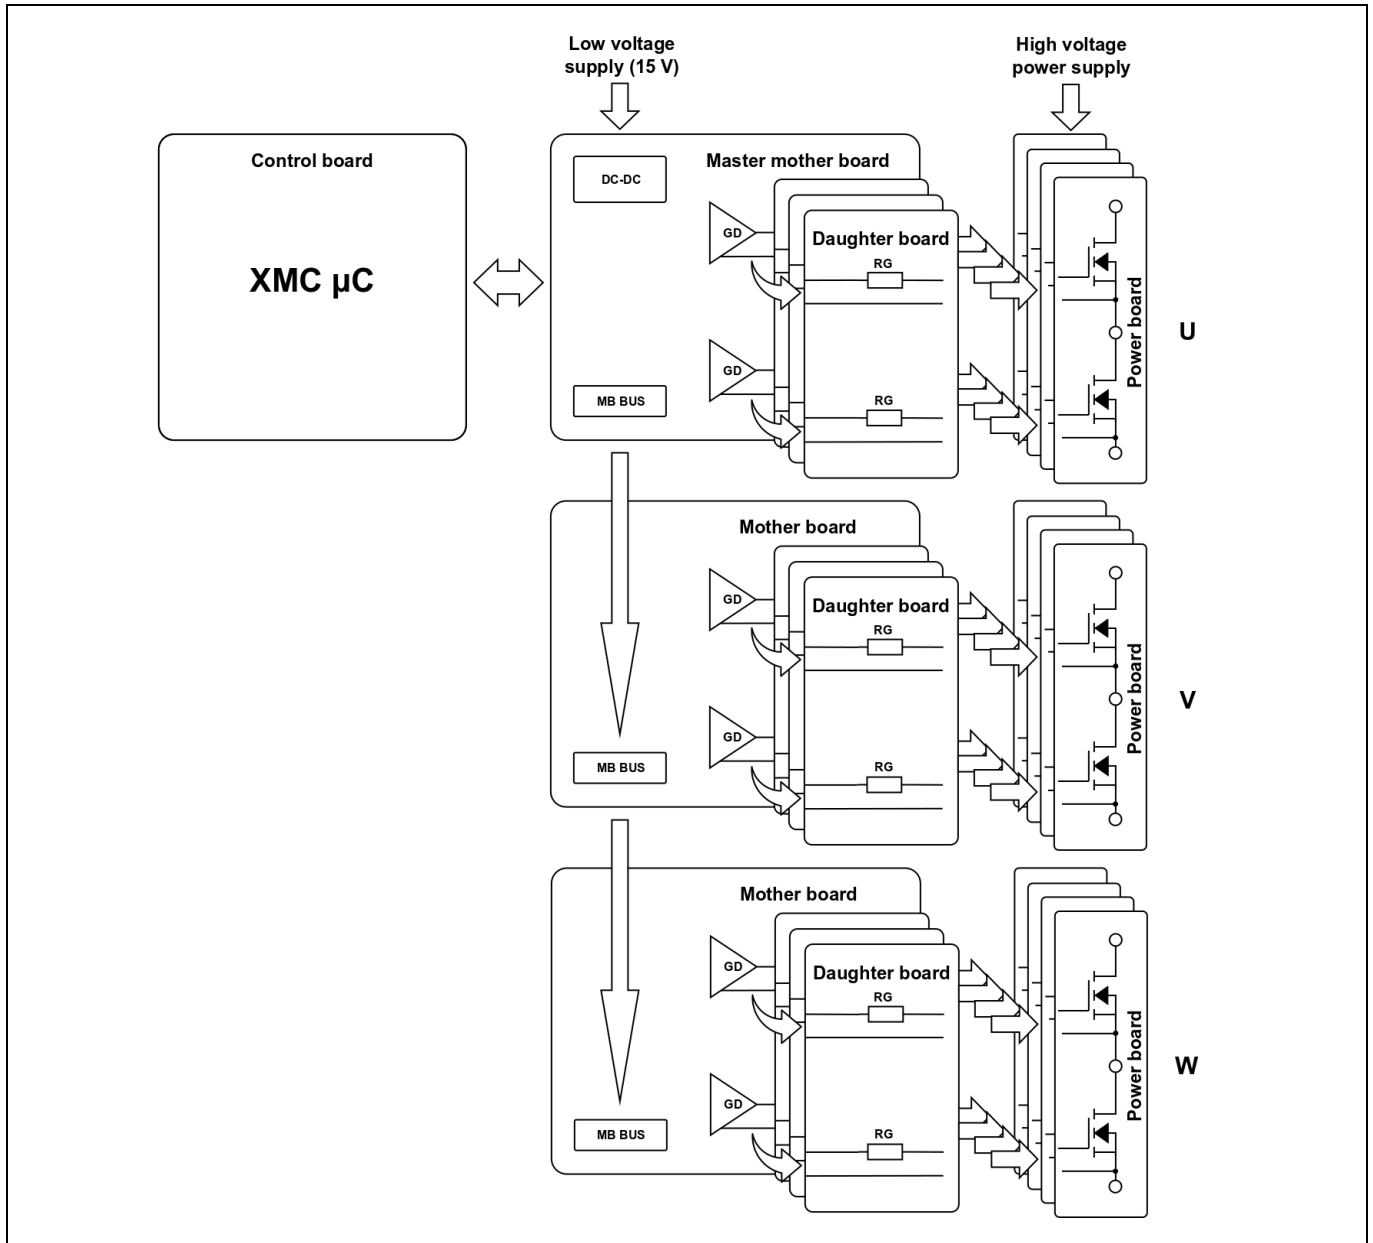 Low voltage
supply (15 V)
High voltage
power supply
Control board
XMC µC
Master mother board
DC-DC
GD
Daughter board
RG
GD
RG
MB BUS
Power board
U
Mother board
GD
Daughter board
RG
GD
RG
MB BUS
Power board
V
Mother board
GD
Daughter board
RG
GD
RG
MB BUS
Power board
W